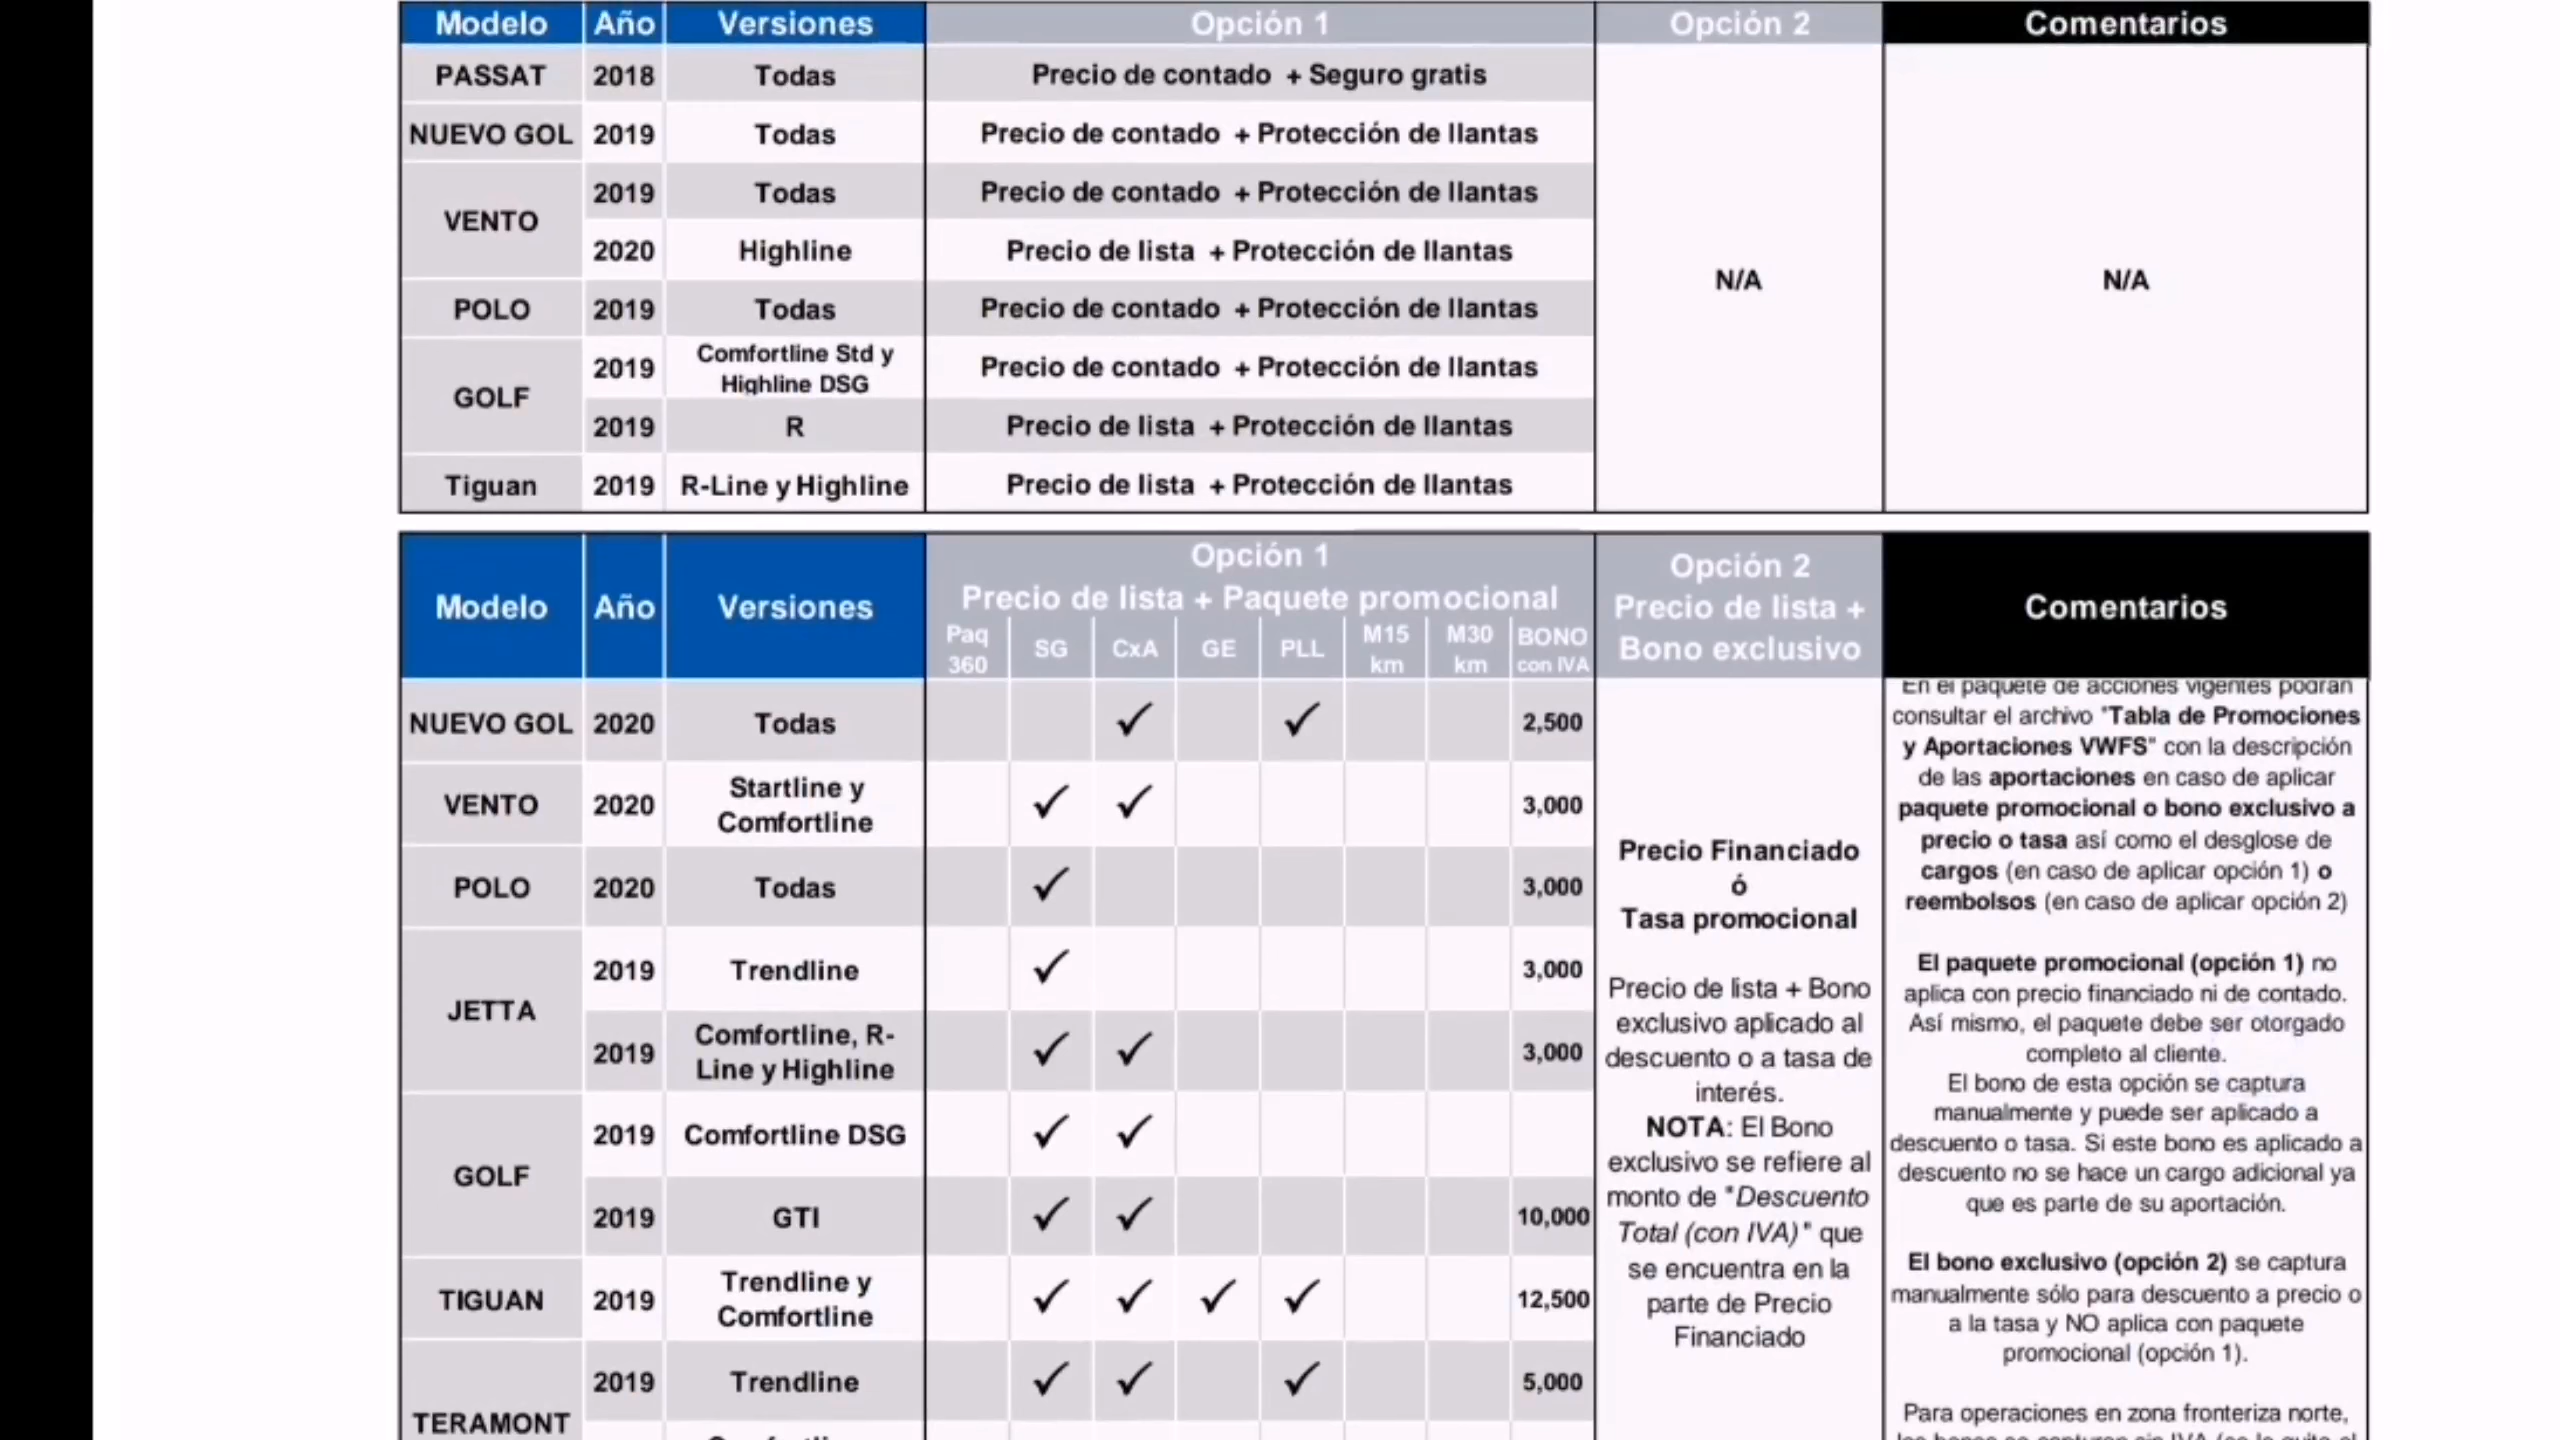 Modelo Año Versiones Opción 1 Opción 2 Comentarios
PASSAT 2018 Todas Precio de contado + Seguro gratis
NUEVO GOL 2019 Todas Precio de contado + Protección de llantas
VENTO
2019 Todas Precio de contado + Protección de llantas
2020 Highline Precio de lista + Protección de llantas
N/A N/A
POLO 2019 Todas Precio de contado + Protección de llantas
GOLF
2019 Comfortline Std y
Highline DSG
Precio de contado + Protección de llantas
2019 R Precio de lista + Protección de llantas
Tiguan 2019 R-Line y Highline Precio de lista + Protección de llantas
Modelo Año Versiones
Opción 1
Precio de lista + Paquete promocional
Paq
360
SG CxA GE PLL
M15
km
M30
km
BONO
con IVA
Opción 2
Precio de lista +
Bono exclusivo
Comentarios
NUEVO GOL 2020 Todas ✓ ✓ 2,500
VENTO 2020 Startline y
Comfortline
✓ ✓ 3,000
POLO 2020 Todas ✓ 3,000
JETTA
2019 Trendline ✓ 3,000
2019 Comfortline, R-
Line y Highline
✓ ✓ 3,000
GOLF
2019 Comfortline DSG ✓ ✓
2019 GTI ✓ ✓ 10,000
TIGUAN 2019 Trendline y
Comfortline
✓ ✓ ✓ ✓ 12,500
TERAMONT
2019 Trendline ✓ ✓ ✓ 5,000
Precio Financiado
ó
Tasa promocional
Precio de lista + Bono
exclusivo aplicado al
descuento o a tasa de
interés.
NOTA: El Bono
exclusivo se refiere al
monto de "Descuento
Total (con IVA)" que
se encuentra en la
parte de Precio
Financiado
En el paquete de acciones vigentes podrán
consultar el archivo "Tabla de Promociones
y Aportaciones VWFS" con la descripción
de las aportaciones en caso de aplicar
paquete promocional o bono exclusivo a
precio o tasa así como el desglose de
cargos (en caso de aplicar opción 1) o
reembolsos (en caso de aplicar opción 2)
El paquete promocional (opción 1) no
aplica con precio financiado ni de contado.
Así mismo, el paquete debe ser otorgado
completo al cliente.
El bono de esta opción se captura
manualmente y puede ser aplicado a
descuento o tasa. Si este bono es aplicado a
descuento no se hace un cargo adicional ya
que es parte de su aportación.
El bono exclusivo (opción 2) se captura
manualmente sólo para descuento a precio o
a la tasa y NO aplica con paquete
promocional (opción 1).
Para operaciones en zona fronteriza norte,